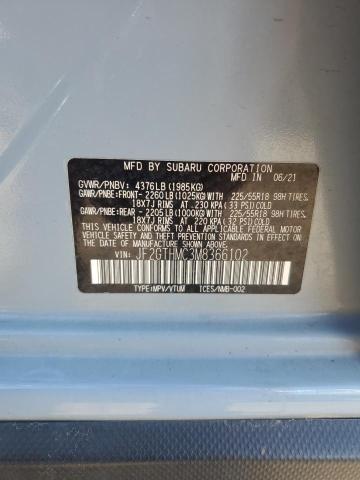 MFD. BY SUBARU CORPORATION
MFD IN 06/21
GVWR/PNBV: 4376LB(1985KG)
GAWR/PNBE:FRONT- 2260LB(1025KG)WITH 225/55R18 98H TIRES.
18X7J RIMS AT 230 KPA(33 PSI)COLD
GAWR/PNBE:REAR - 2205LB(1000KG)WITH 225/55R18 98H TIRES.
18X7J RIMS AT 220 KPA(32 PSI)COLD
THIS VEHICLE CONFORMS TO ALL APPLICABLE
FEDERAL MOTOR VEHICLE SAFETY
STANDARDS IN EFFECT ON THE DATE OF
MANUFACTURE SHOWN ABOVE.
VIN: JF2GTHMC3M8366102
TYPE:MPV/VTUM ICES/NMB-002